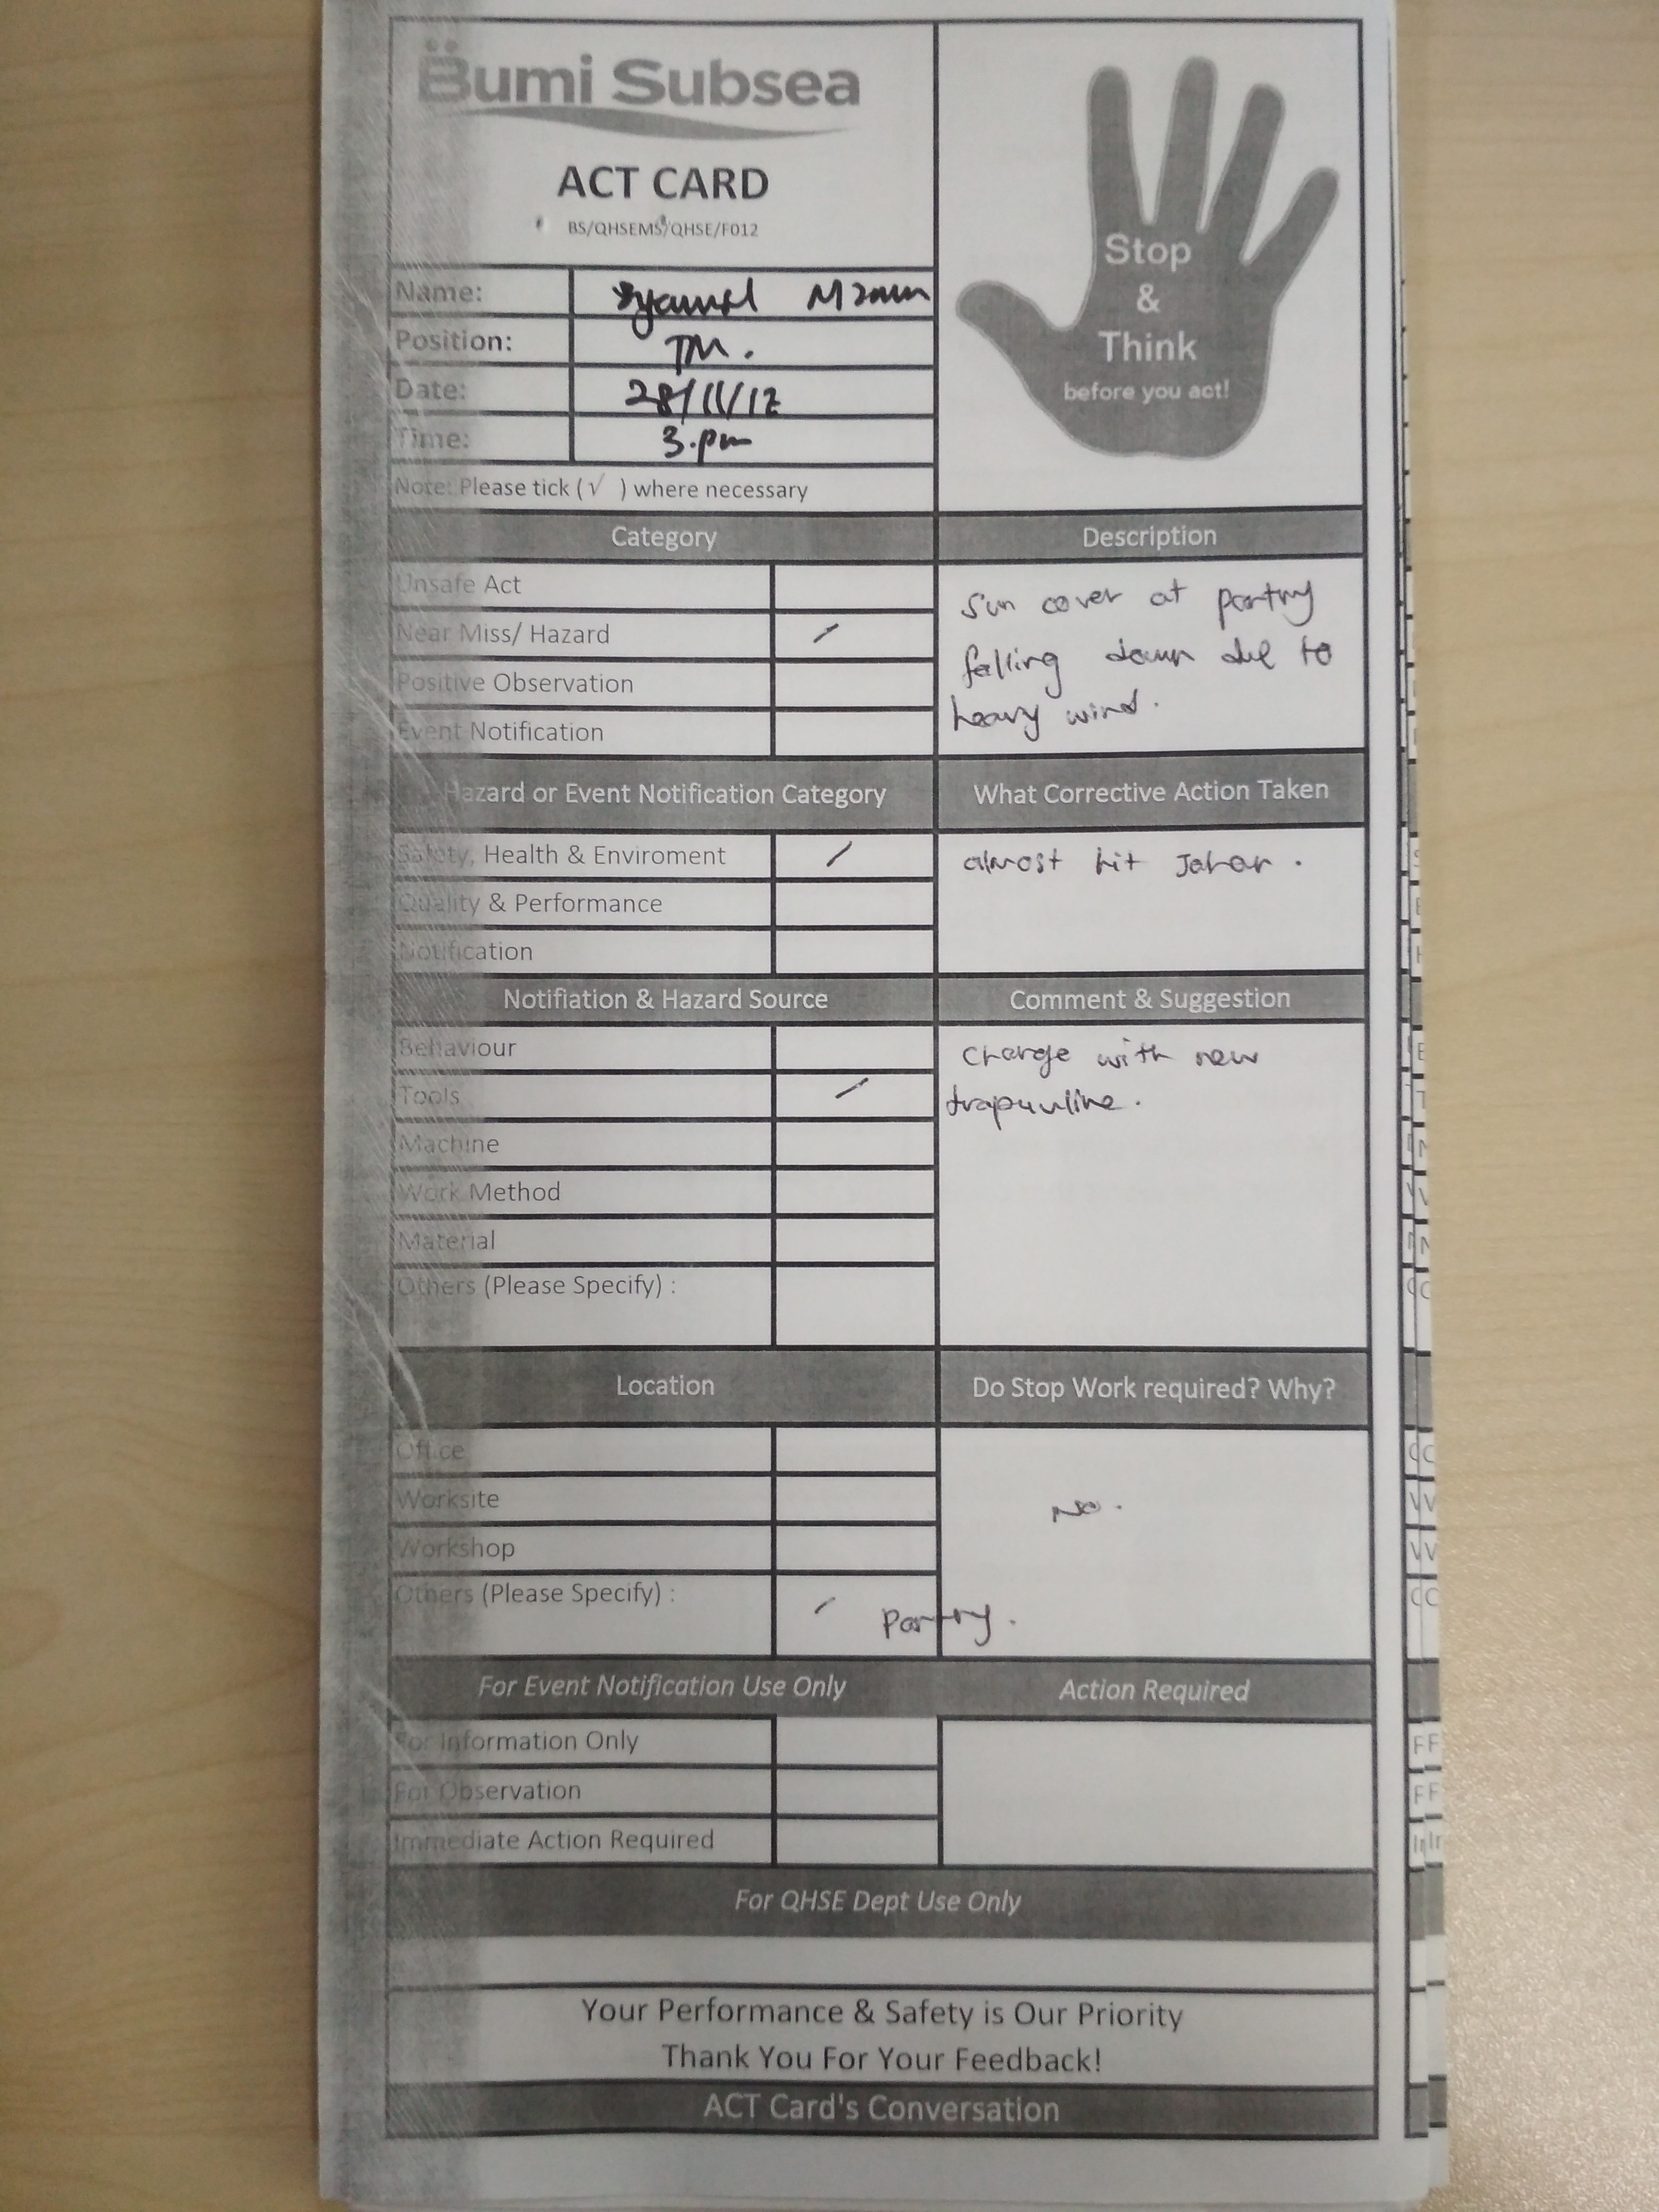 Bumi Subsea
ACT CARD
BS/QHSEMS/QHSE/F012
Stop
&
Think
before you act!
Name:
Position: TM.
Date: 28/11/17
Time: 3.pm
Note: Please tick (√ ) where necessary
Category
Description
Unsafe Act
Near Miss/ Hazard /
Positive Observation
Event Notification
Sun cover at pantry
falling down due to
heavy wind.
Hazard or Event Notification Category
What Corrective Action Taken
Safety, Health & Enviroment /
Quality & Performance
Notification
almost hit Johar.
Notifiation & Hazard Source
Comment & Suggestion
Behaviour
Tools /
Machine
Work Method
Material
Others (Please Specify) :
Change with new
Location
Do Stop Work required? Why?
Office
Worksite
Workshop
Others (Please Specify) : / Pantry.
No.
For Event Notification Use Only
Action Required
For Information Only
For Observation
Immediate Action Required
For QHSE Dept Use Only
Your Performance & Safety is Our Priority
Thank You For Your Feedback!
ACT Card's Conversation